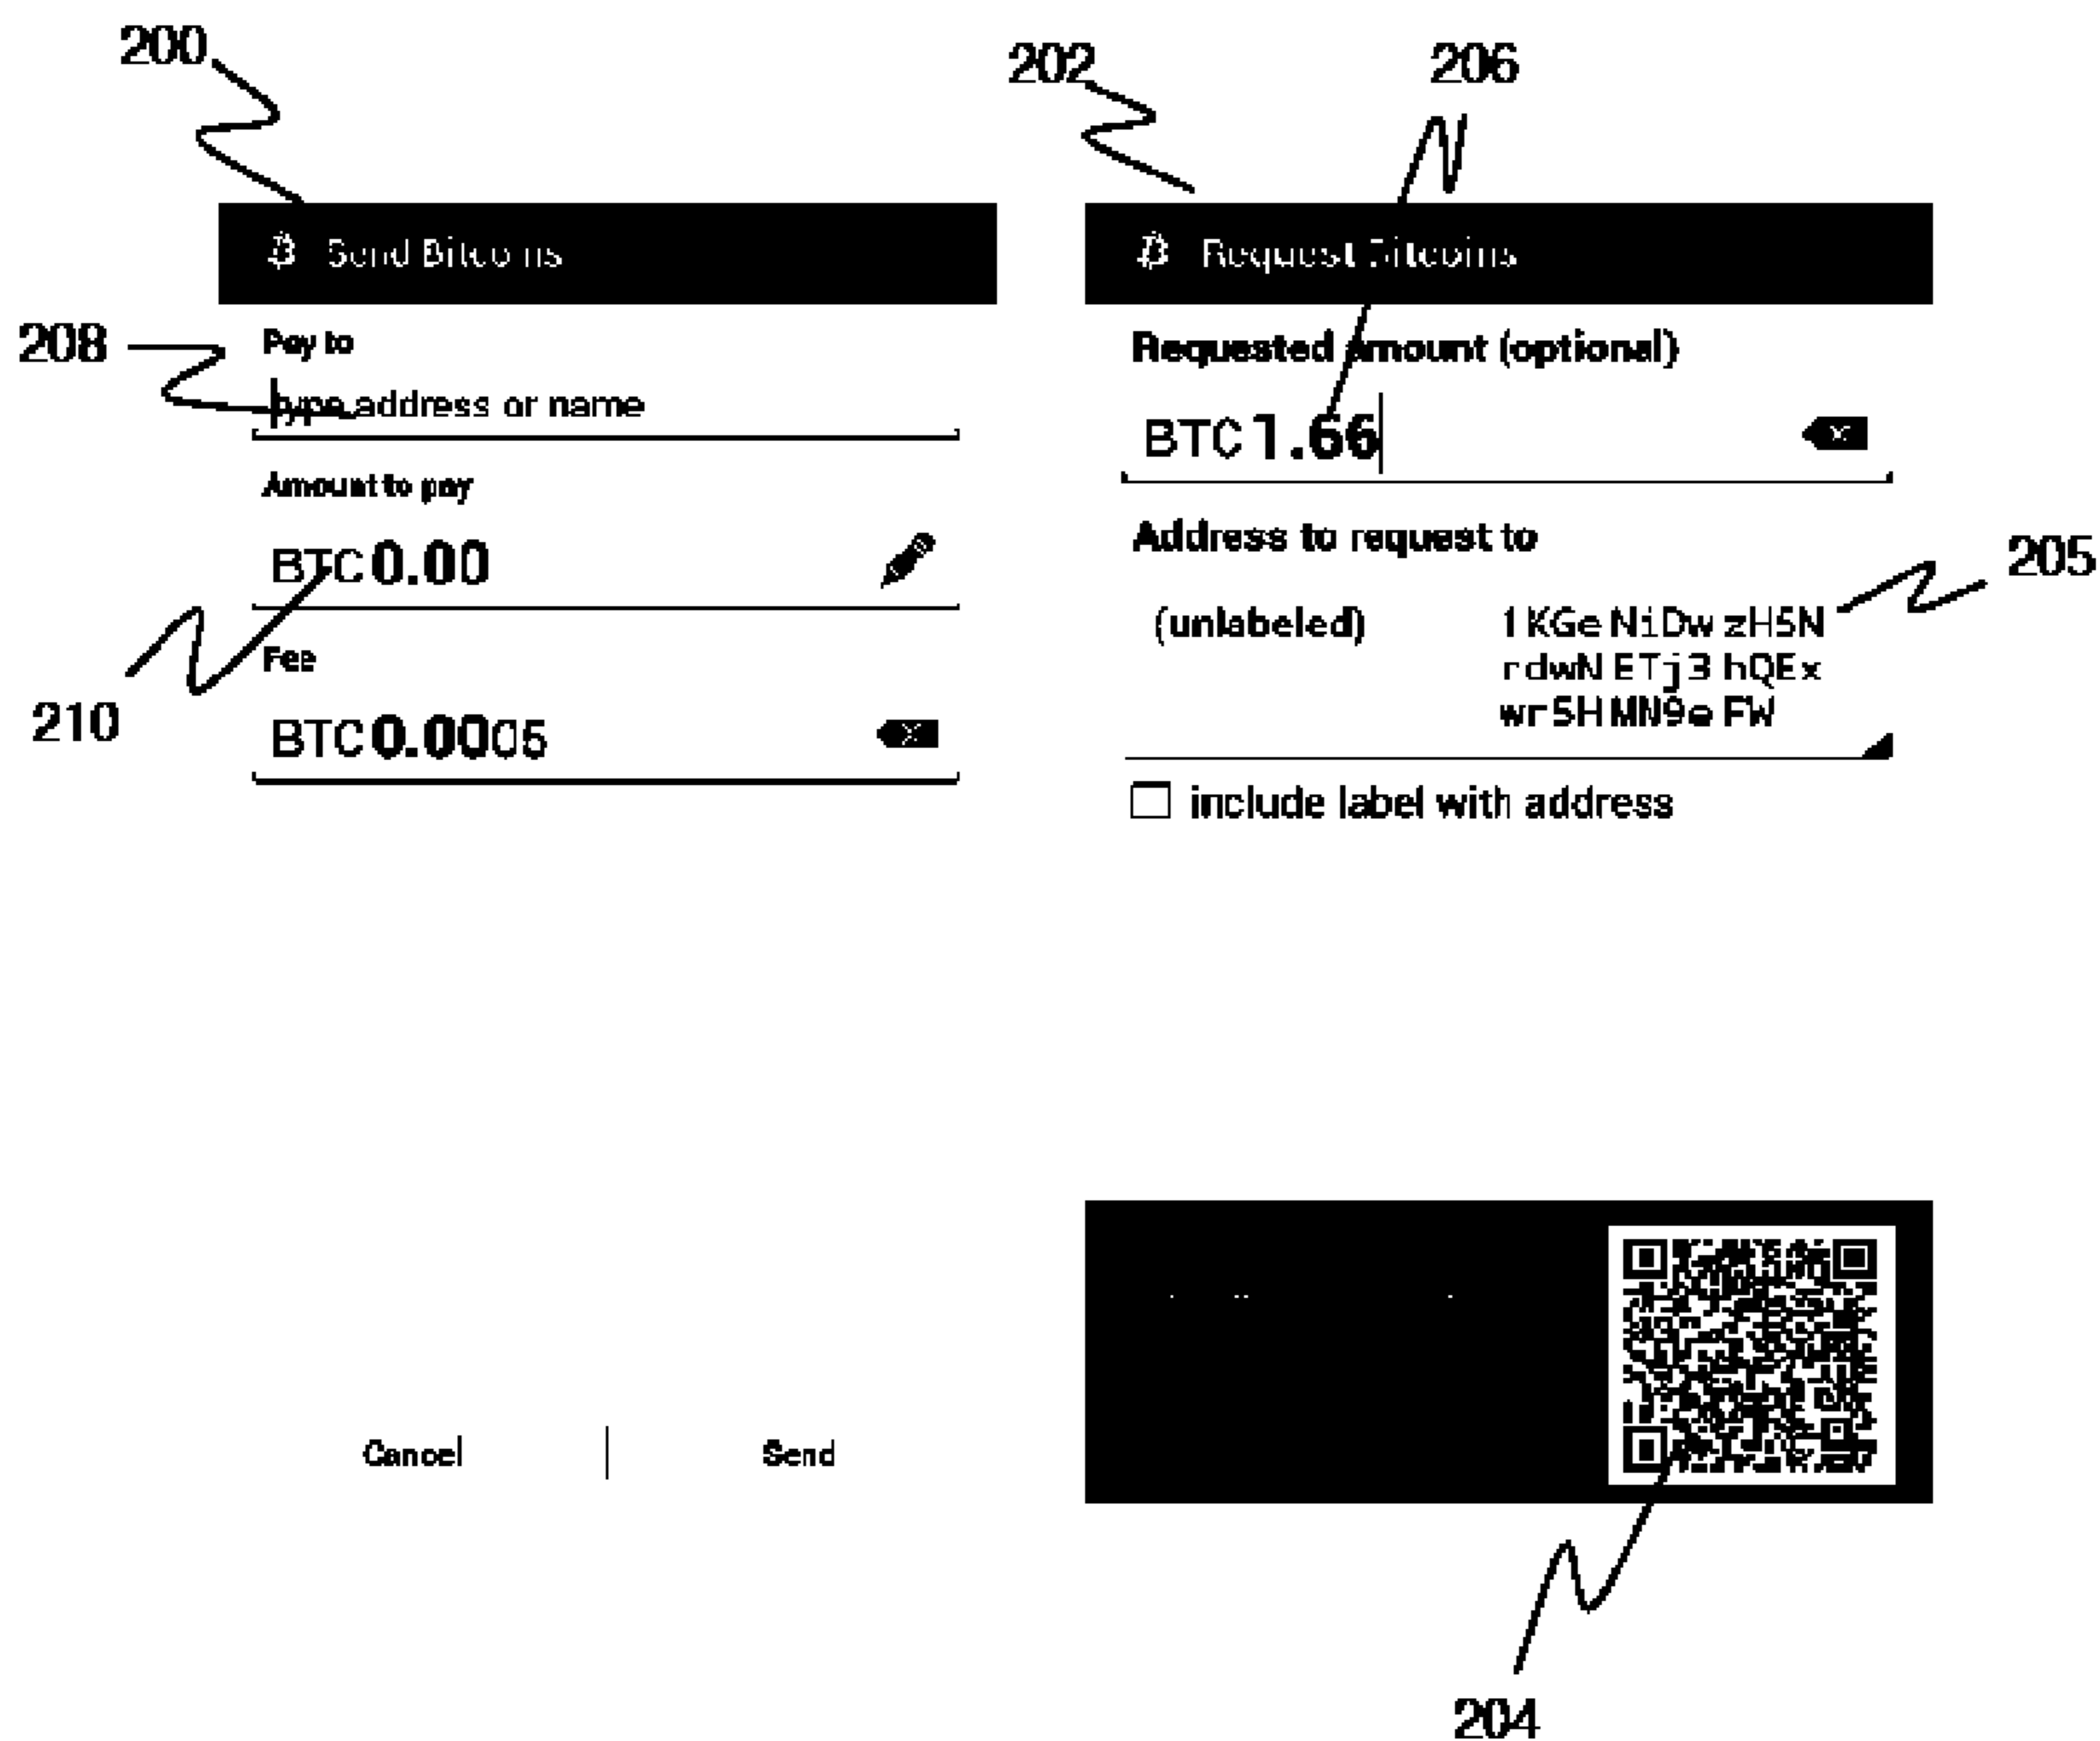 200
202
206
Send Bitcoins
Request Bitcoins
208
Pay to
type address or name
Amount to pay
BTC 0.00
210
Fee
BTC 0.0005
Cancel
Send
Requested Amount (optional)
BTC 1.66
Address to request to
205
(unlabeled)
1KGe NiDw zH5N
rdwN ETj3 hQEx
wr5H MN9e FW
include label with address
204